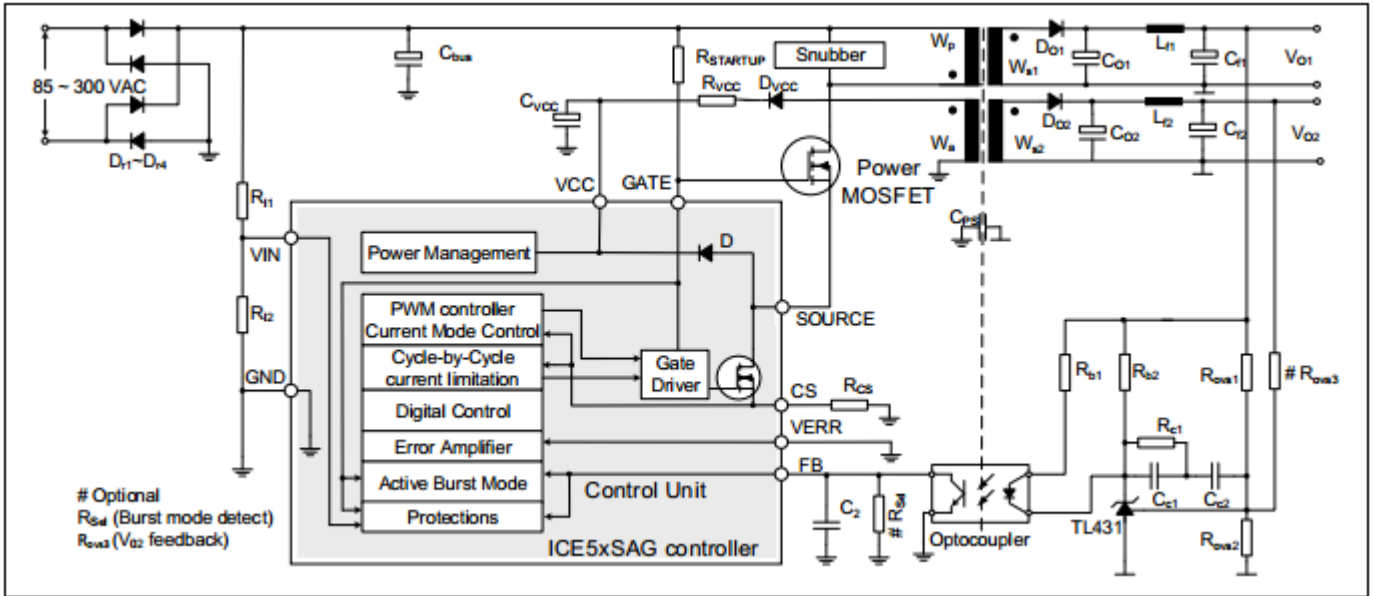 85 ~ 300 VAC
Dr1~Dr4
Cbus
RSTARTUP
Snubber
Wp
Ws1
DO1
CO1
Lf1
Cf1
VO1
CVCC
RVCC
DVCC
Wa
Ws2
DO2
CO2
Lf2
Cf2
VO2
Power
MOSFET
CPS
RI1
VIN
RI2
GND
VCC
GATE
Power Management
D
SOURCE
PWM controller
Current Mode Control
Cycle-by-Cycle
current limitation
Gate
Driver
Digital Control
CS
RCS
VERR
Error Amplifier
FB
Active Burst Mode
Control Unit
Protections
ICE5xSAG controller
# Optional
RSel (Burst mode detect)
Rovs3 (VO2 feedback)
C2
# RSel
Optocoupler
Rb1
Rb2
Rovs1
# Rovs3
Rc1
Cc1
Cc2
TL431
Rovs2